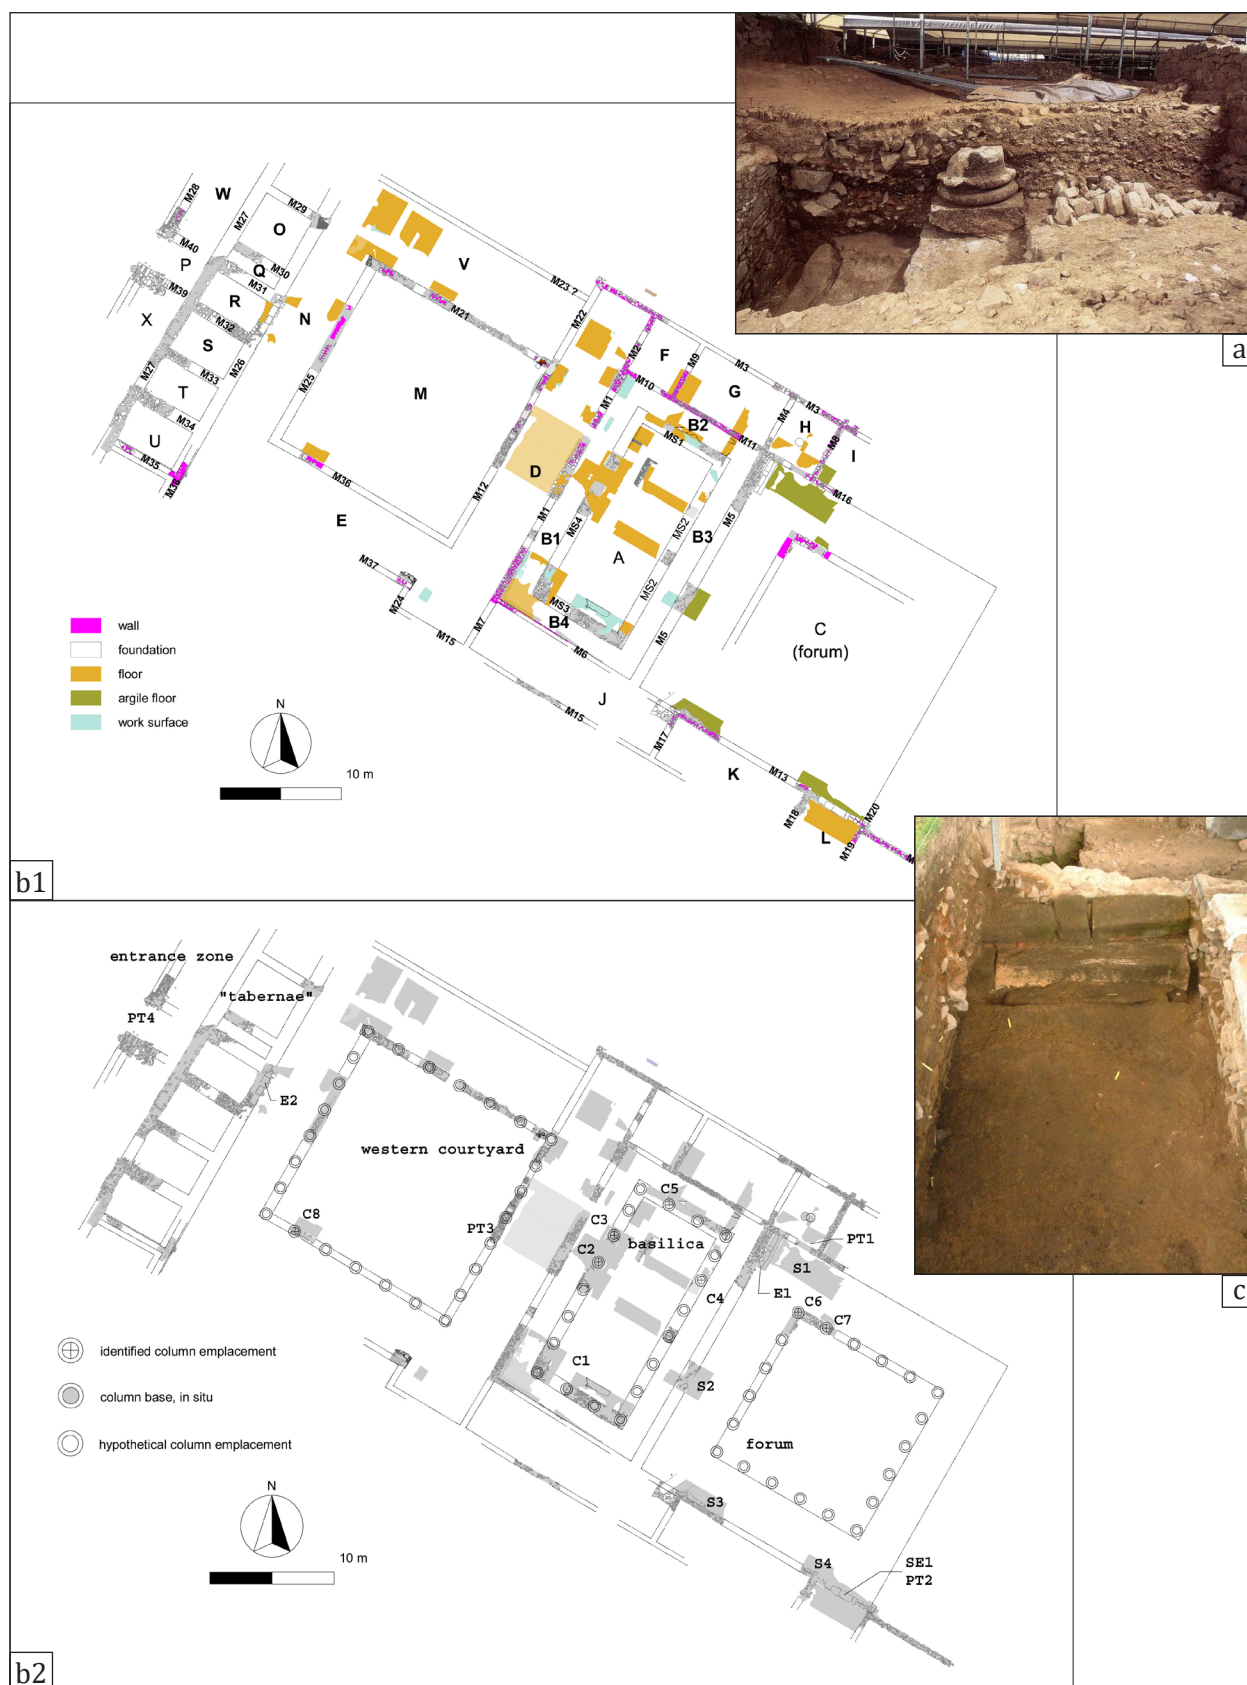 a
W
M28
M27
M29
O
M40
P
Q
M30
M39
M31
X
R
N
M32
S
M26
M27
M33
T
M34
U
M35
M38
V
M23 ?
M22
M21
M25
M
M2
F
M9
M3
M10
G
M4
M3
M1
B2
H
MS1
M11
M8
I
D
M16
M36
M12
M1
MS4
MS2
M5
E
B1
B3
A
M37
MS2
M24
MS3
C
(forum)
B4
M7
M5
M15
M6
J
M15
M17
K
M13
M18
M20
L
M19
wall
foundation
floor
argile floor
work surface
N
10 m
b1
entrance zone
"tabernae"
PT4
E2
western courtyard
C5
C8
PT3
C3
basilica
PT1
C2
S1
C4
E1
C6
C7
C1
S2
forum
S3
S4
SE1
PT2
identified column emplacement
column base, in situ
hypothetical column emplacement
N
10 m
b2
c